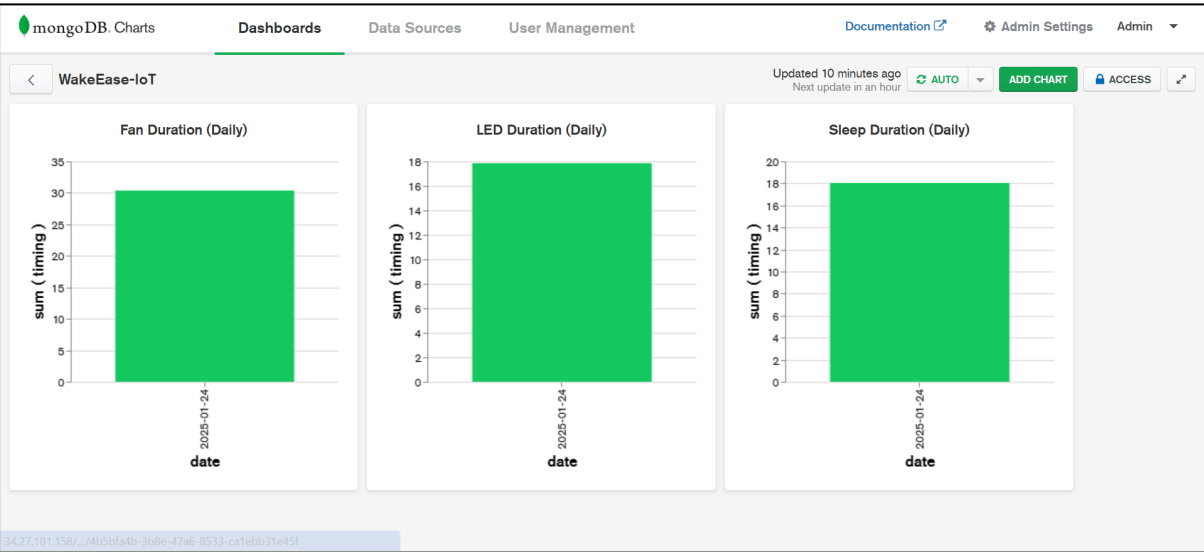 mongoDB. Charts Dashboards Data Sources User Management Documentation Admin Settings Admin
WakeEase-IoT Updated 10 minutes ago AUTO ADD CHART ACCESS
Next update in an hour
Fan Duration (Daily)
35
30
25
20
15
10
5
0
sum ( timing )
2025-01-24
date
LED Duration (Daily)
18
16
14
12
10
8
6
4
2
0
sum ( timing )
2025-01-24
date
Sleep Duration (Daily)
20
18
16
14
12
10
8
6
4
2
0
sum ( timing )
2025-01-24
date
34.27.101.158/.../4b5bfa4b-3b8e-47a6-8533-ca1ebb31e45f